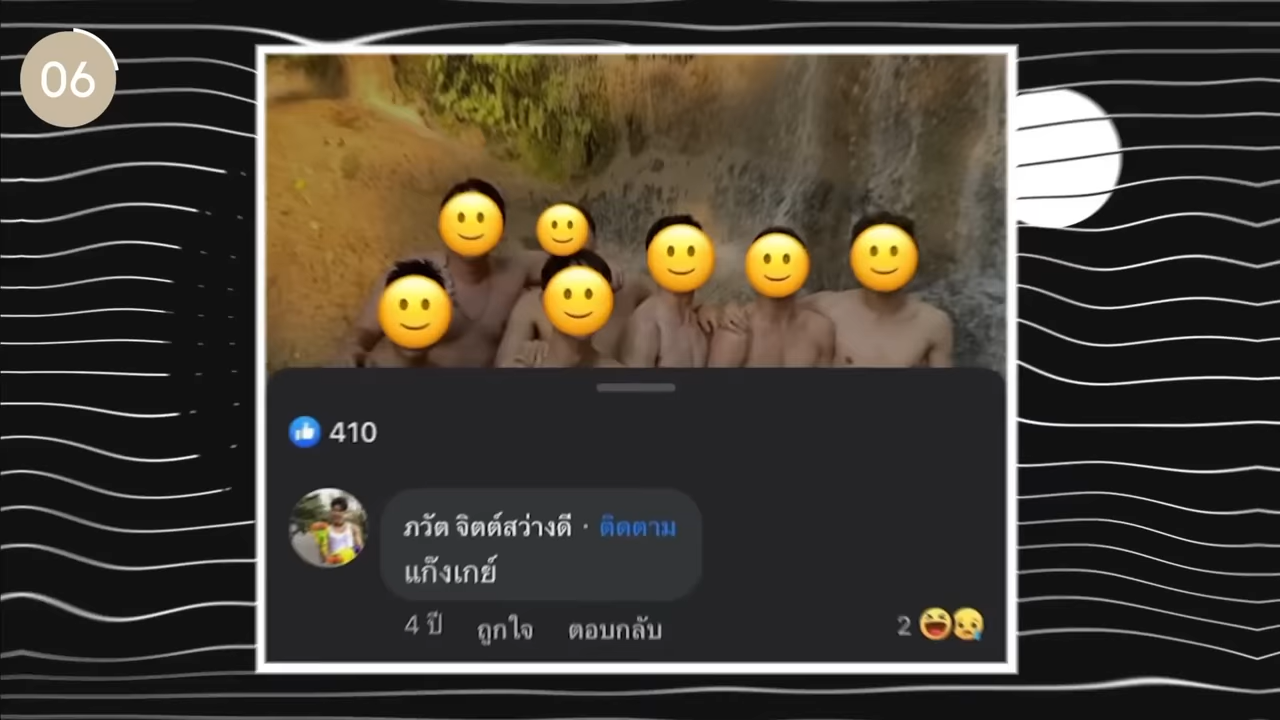 06
410
ภวัต จิตต์สว่างดี · ติดตาม
แก๊งเกย์
4 ปี ถูกใจ ตอบกลับ 2